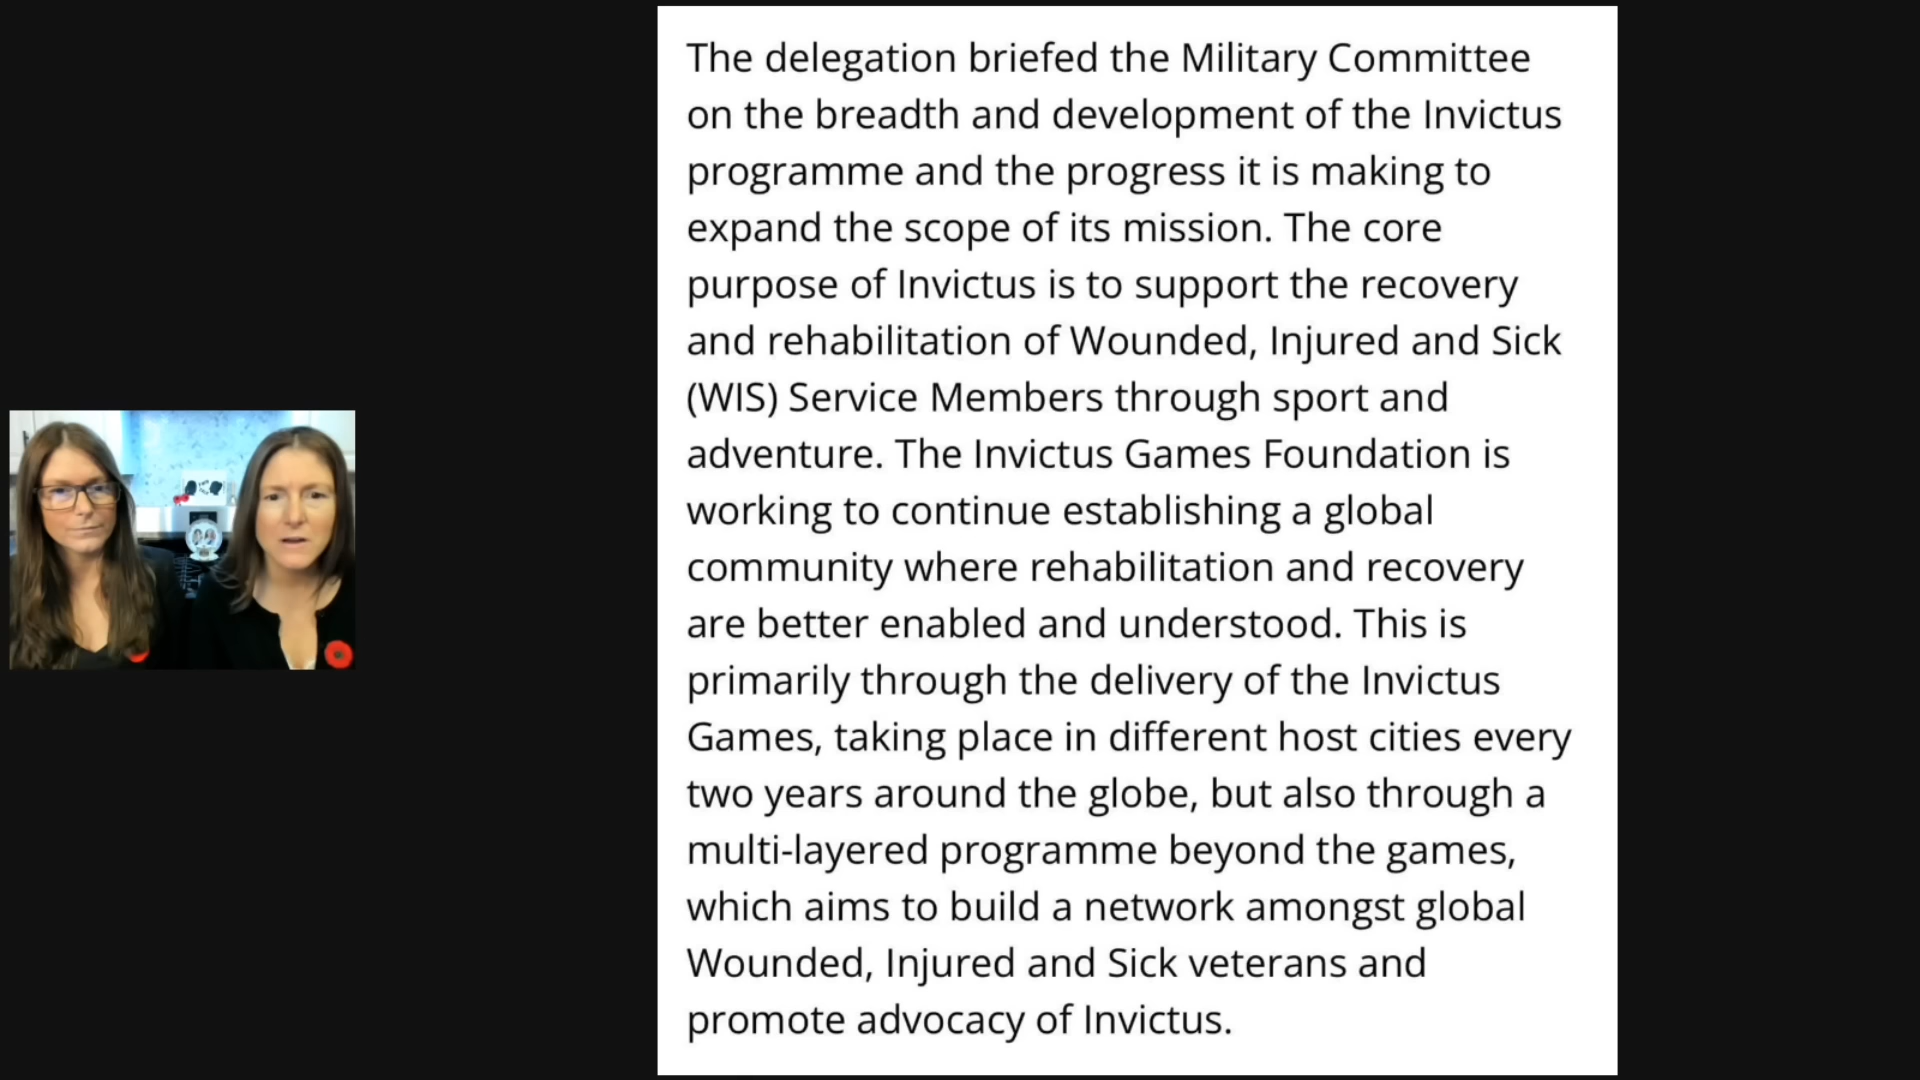 The delegation briefed the Military Committee
on the breadth and development of the Invictus
programme and the progress it is making to
expand the scope of its mission. The core
purpose of Invictus is to support the recovery
and rehabilitation of Wounded, Injured and Sick
(WIS) Service Members through sport and
adventure. The Invictus Games Foundation is
working to continue establishing a global
community where rehabilitation and recovery
are better enabled and understood. This is
primarily through the delivery of the Invictus
Games, taking place in different host cities every
two years around the globe, but also through a
multi-layered programme beyond the games,
which aims to build a network amongst global
Wounded, Injured and Sick veterans and
promote advocacy of Invictus.